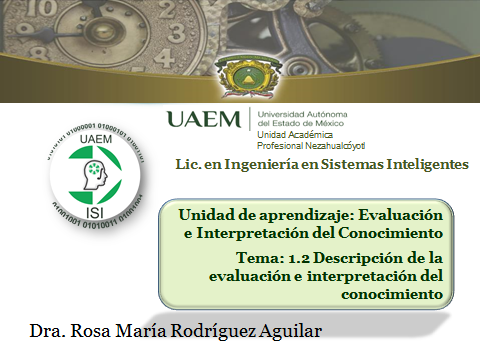 UAEM
Universidad Autónoma
del Estado de México
Unidad Académica
Profesional Nezahualcóyotl
Lic. en Ingeniería en Sistemas Inteligentes
UAEM
ISI
Unidad de aprendizaje: Evaluación
e Interpretación del Conocimiento
Tema: 1.2 Descripción de la
evaluación e interpretación del
conocimiento
Dra. Rosa María Rodríguez Aguilar